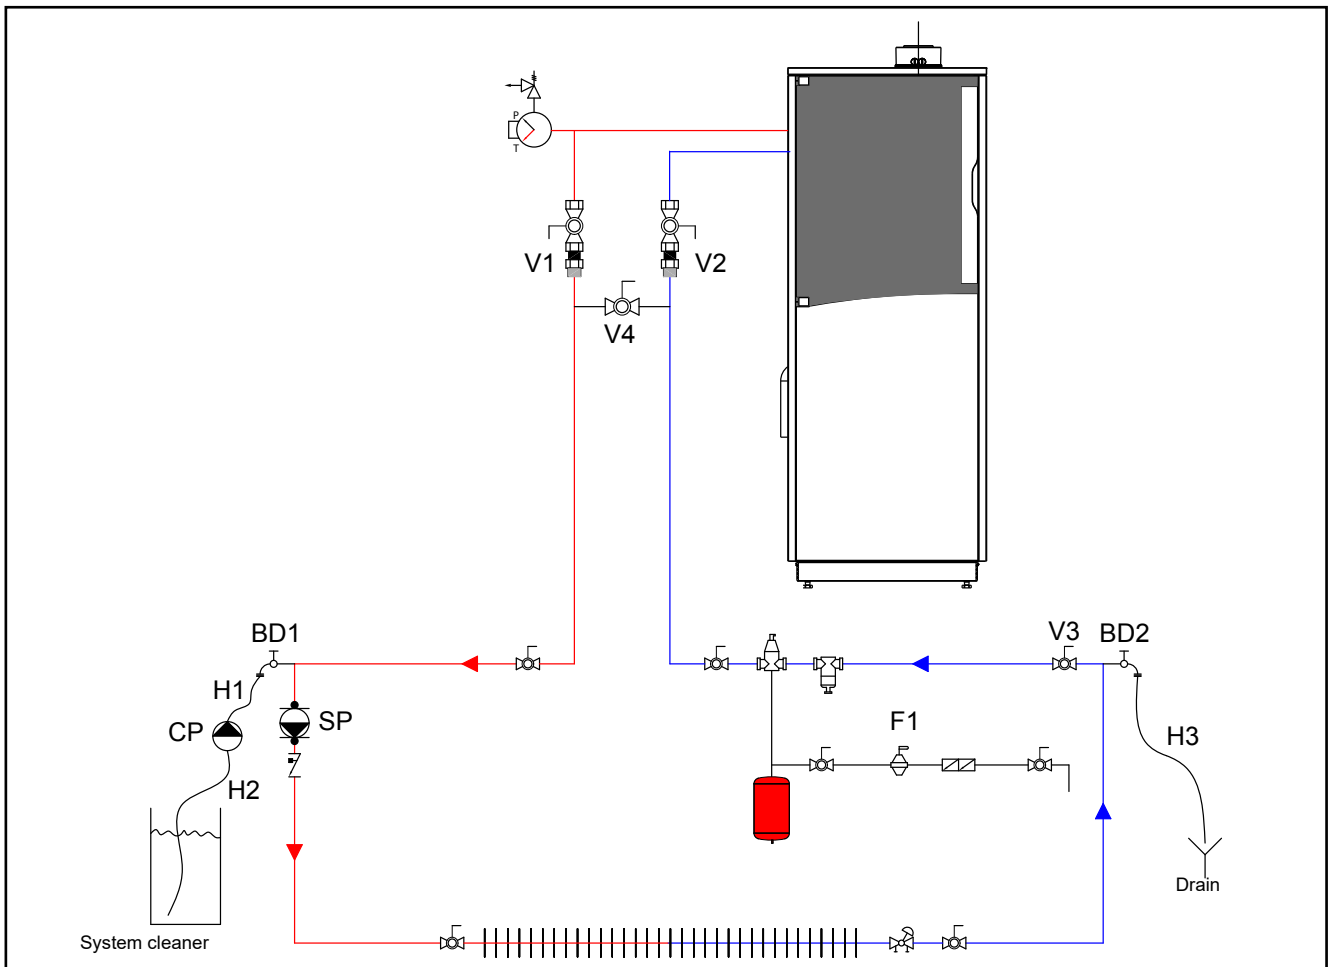 P
T
V1
V2
V4
BD1
V3
BD2
H1
CP
SP
F1
H3
H2
Drain
System cleaner